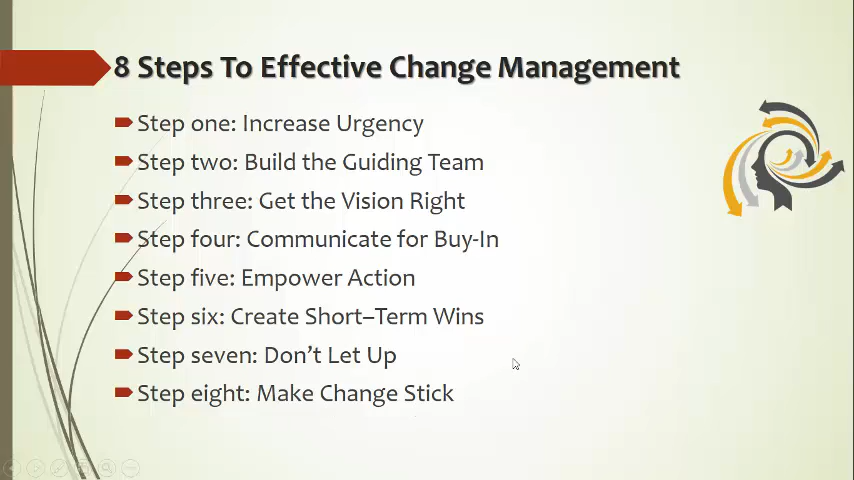 8 Steps To Effective Change Management
Step one: Increase Urgency
Step two: Build the Guiding Team
Step three: Get the Vision Right
Step four: Communicate for Buy-In
Step five: Empower Action
Step six: Create Short–Term Wins
Step seven: Don’t Let Up
Step eight: Make Change Stick